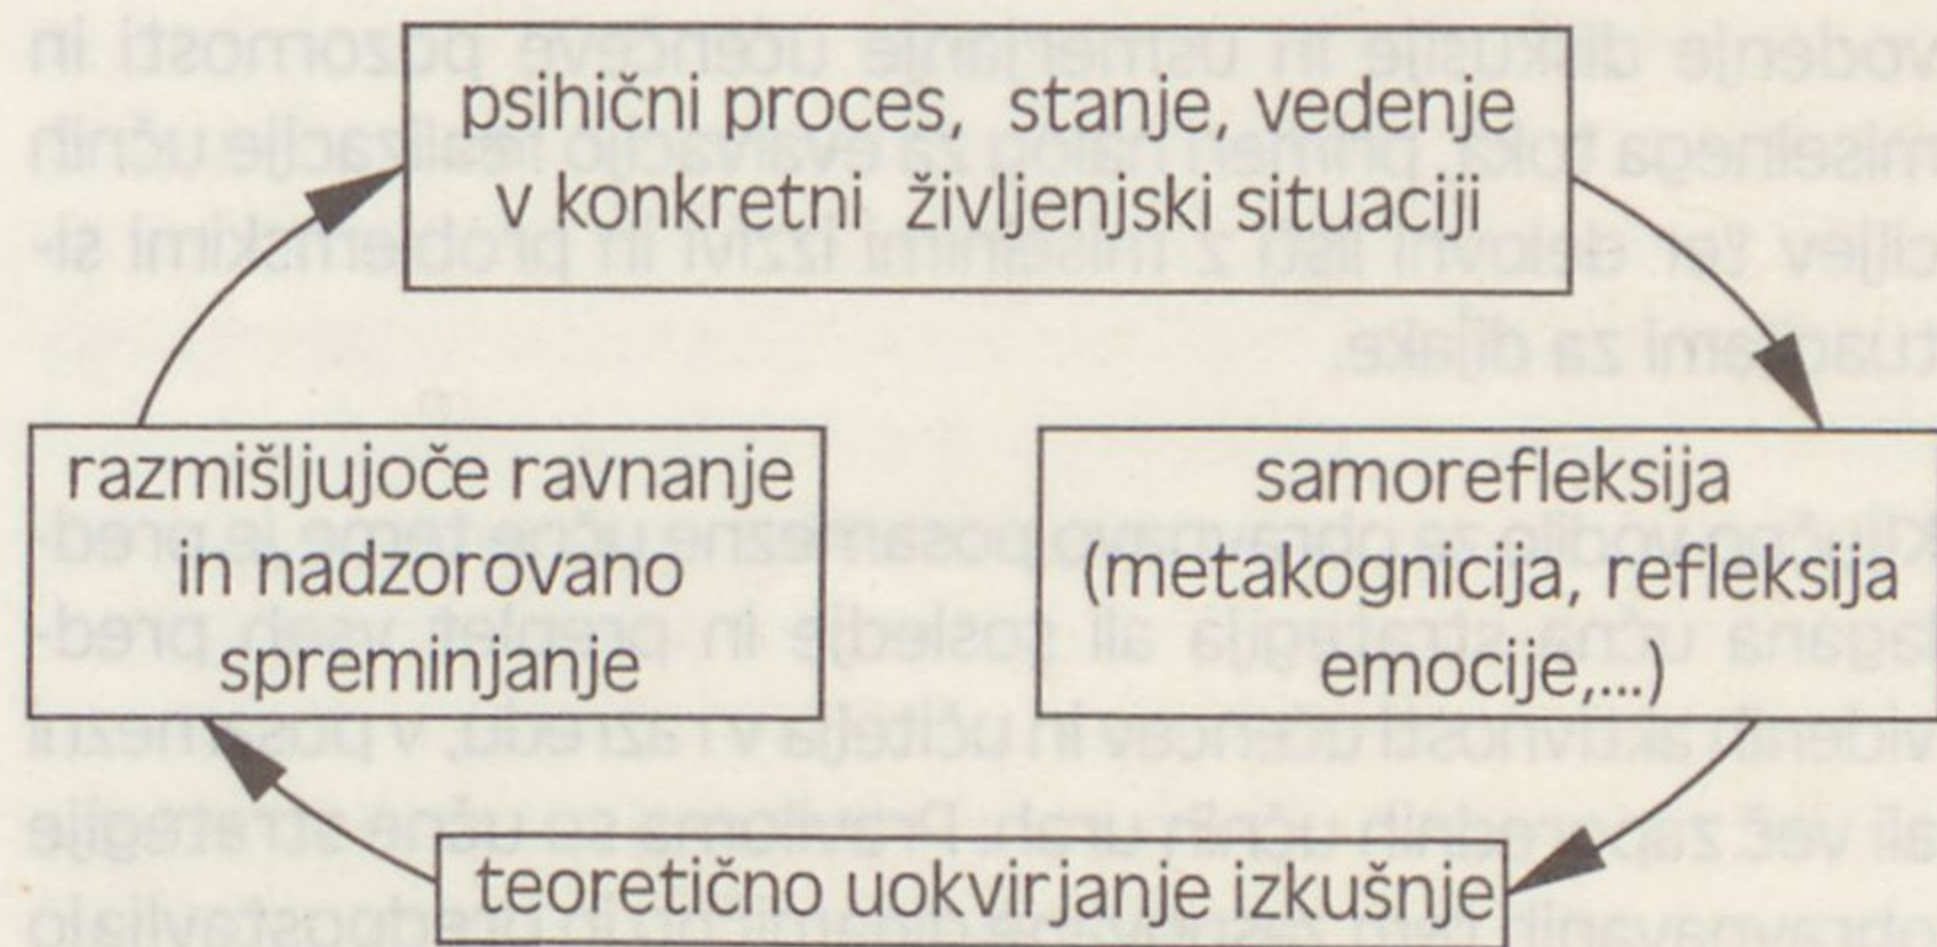 psihični proces, stanje, vedenje
v konkretni življenjski situaciji
samorefleksija
(metakognicija, refleksija
emocije,...)
teoretično uokvirjanje izkušnje
razmišljujoče ravnanje
in nadzorovano
spreminjanje